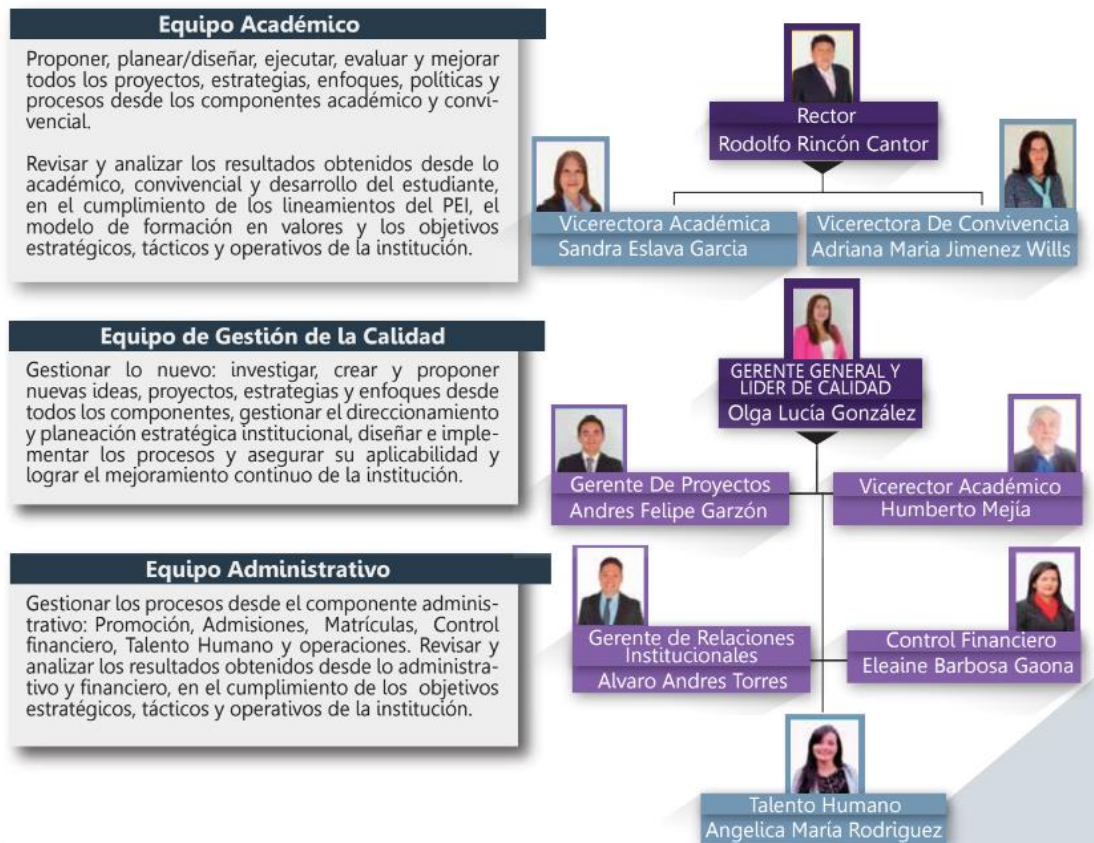 Equipo Académico
Proponer, planear/diseñar, ejecutar, evaluar y mejorar
todos los proyectos, estrategias, enfoques, políticas y
procesos desde los componentes académico y convi-
vencial.
Revisar y analizar los resultados obtenidos desde lo
académico, convivencial y desarrollo del estudiante,
en el cumplimiento de los lineamientos del PEI, el
modelo de formación en valores y los objetivos
estratégicos, tácticos y operativos de la institución.
Rector
Rodolfo Rincón Cantor
Vicerectora Académica
Sandra Eslava Garcia
Vicerectora De Convivencia
Adriana Maria Jimenez Wills
Equipo de Gestión de la Calidad
Gestionar lo nuevo: investigar, crear y proponer
nuevas ideas, proyectos, estrategias y enfoques desde
todos los componentes, gestionar el direccionamiento
y planeación estratégica institucional, diseñar e imple-
mentar los procesos y asegurar su aplicabilidad y
lograr el mejoramiento continuo de la institución.
GERENTE GENERAL Y
LIDER DE CALIDAD
Olga Lucía González
Gerente De Proyectos
Andres Felipe Garzón
Vicerector Académico
Humberto Mejía
Equipo Administrativo
Gestionar los procesos desde el componente adminis-
trativo: Promoción, Admisiones, Matrículas, Control
financiero, Talento Humano y operaciones. Revisar y
analizar los resultados obtenidos desde lo administra-
tivo y financiero, en el cumplimiento de los objetivos
estratégicos, tácticos y operativos de la institución.
Gerente de Relaciones
Institucionales
Alvaro Andres Torres
Control Financiero
Eleaine Barbosa Gaona
Talento Humano
Angelica María Rodriguez